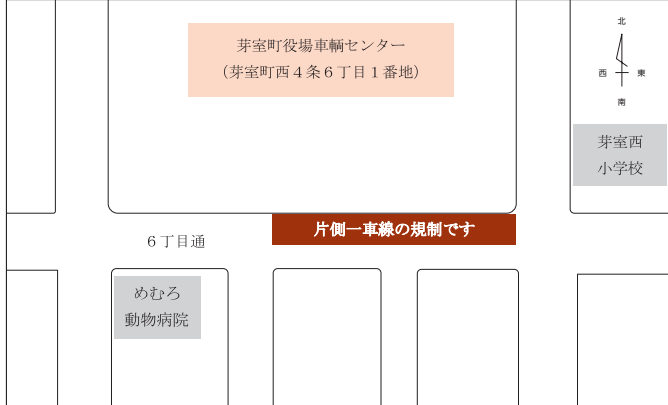 芽室町役場車輌センター
（芽室町西４条６丁目１番地）
北
西
東
南
芽室西
小学校
片側一車線の規制です
６丁目通
めむろ
動物病院